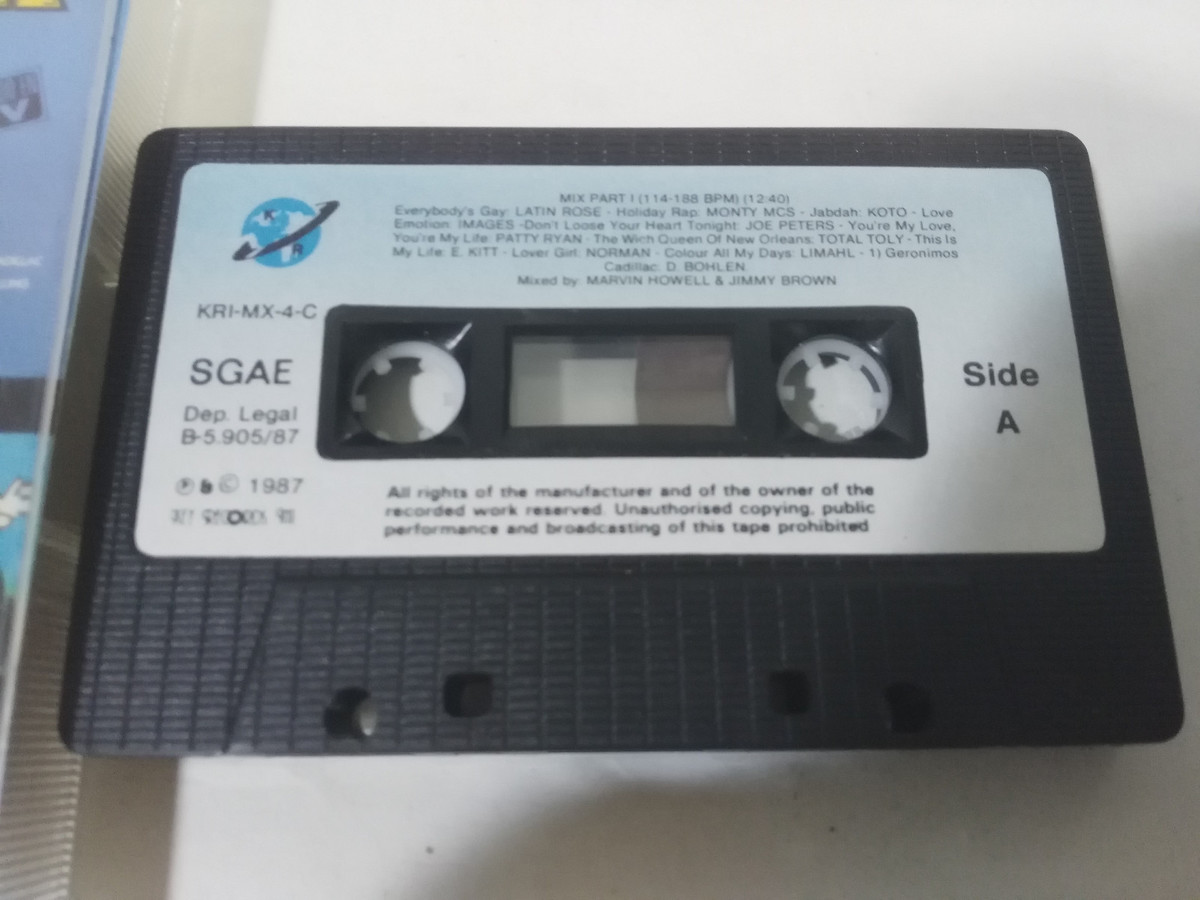 MIX PART I (114-188 BPM) (12:40)
Everybody's Gay: LATIN ROSE - Holiday Rap: MONTY MCS - Jabdah: KOTO - Love
Emotion: IMAGES -Don't Loose Your Heart Tonight: JOE PETERS - You're My Love,
You're My Life: PATTY RYAN - The Wich Queen Of New Orleans: TOTAL TOLY - This Is
My Life: E. KITT - Lover Girl: NORMAN - Colour All My Days: LIMAHL - 1) Geronimos
Cadillac: D. BOHLEN
Mixed by: MARVIN HOWELL & JIMMY BROWN
K
R
KRI-MX-4-C
SGAE
Dep. Legal
B-5.905/87
Ⓟ & © 1987
Side
A
All rights of the manufacturer and of the owner of the
recorded work reserved. Unauthorised copying, public
performance and broadcasting of this tape prohibited